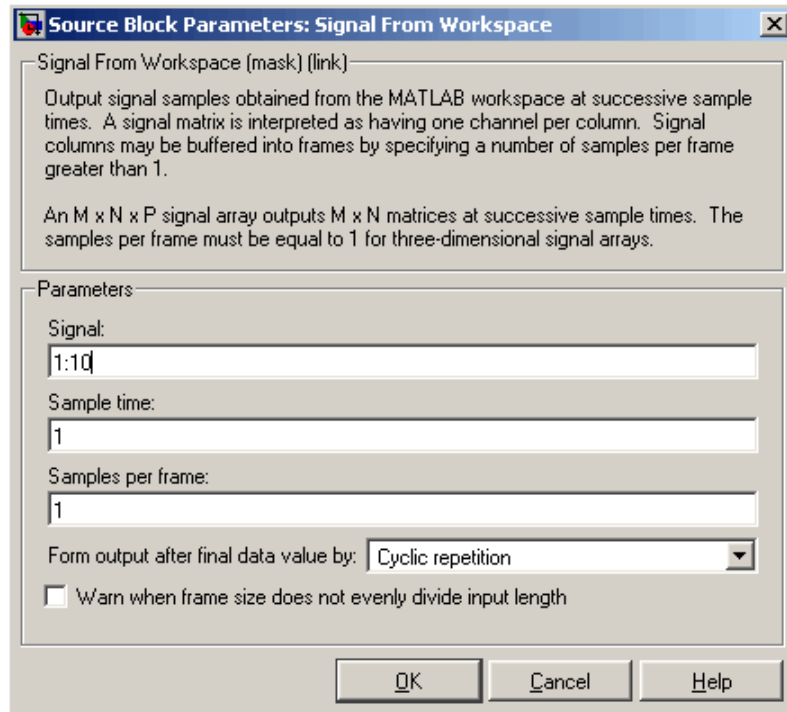 Source Block Parameters: Signal From Workspace
Signal From Workspace (mask) (link)
Output signal samples obtained from the MATLAB workspace at successive sample
times.  A signal matrix is interpreted as having one channel per column.  Signal
columns may be buffered into frames by specifying a number of samples per frame
greater than 1.
An M x N x P signal array outputs M x N matrices at successive sample times.  The
samples per frame must be equal to 1 for three-dimensional signal arrays.
Parameters
Signal:
1:10
Sample time:
1
Samples per frame:
1
Form output after final data value by: Cyclic repetition
Warn when frame size does not evenly divide input length
OK Cancel Help